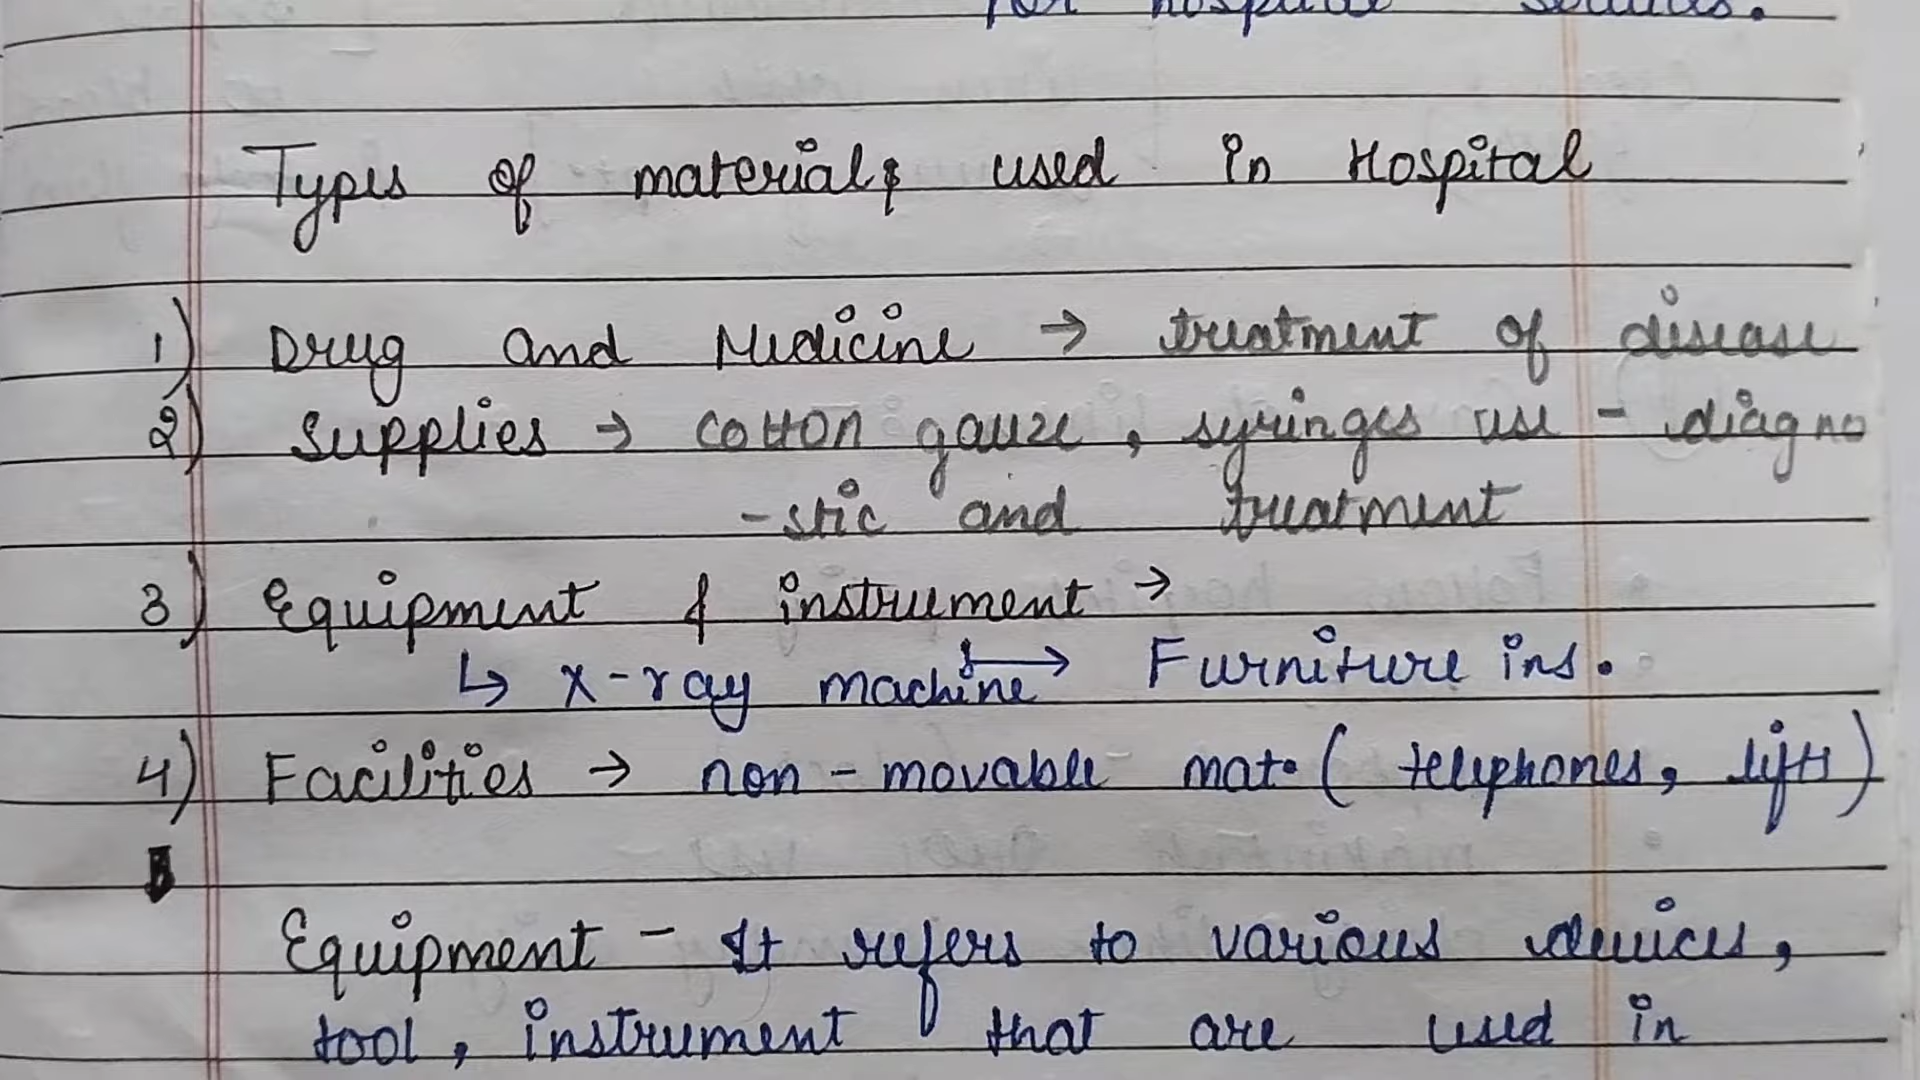 for hospital
Types of materials used in Hospital
1) Drug and Medicine → treatment of disease
2) Supplies → cotton gauze, syringes use - diagno
-stic and treatment
3) Equipment & instrument →
↳ x-ray machine → Furniture ins.
4) Facilities → non-movable mat. ( telephones, lifts)
Equipment - It refers to various devices,
tool, instrument that are used in